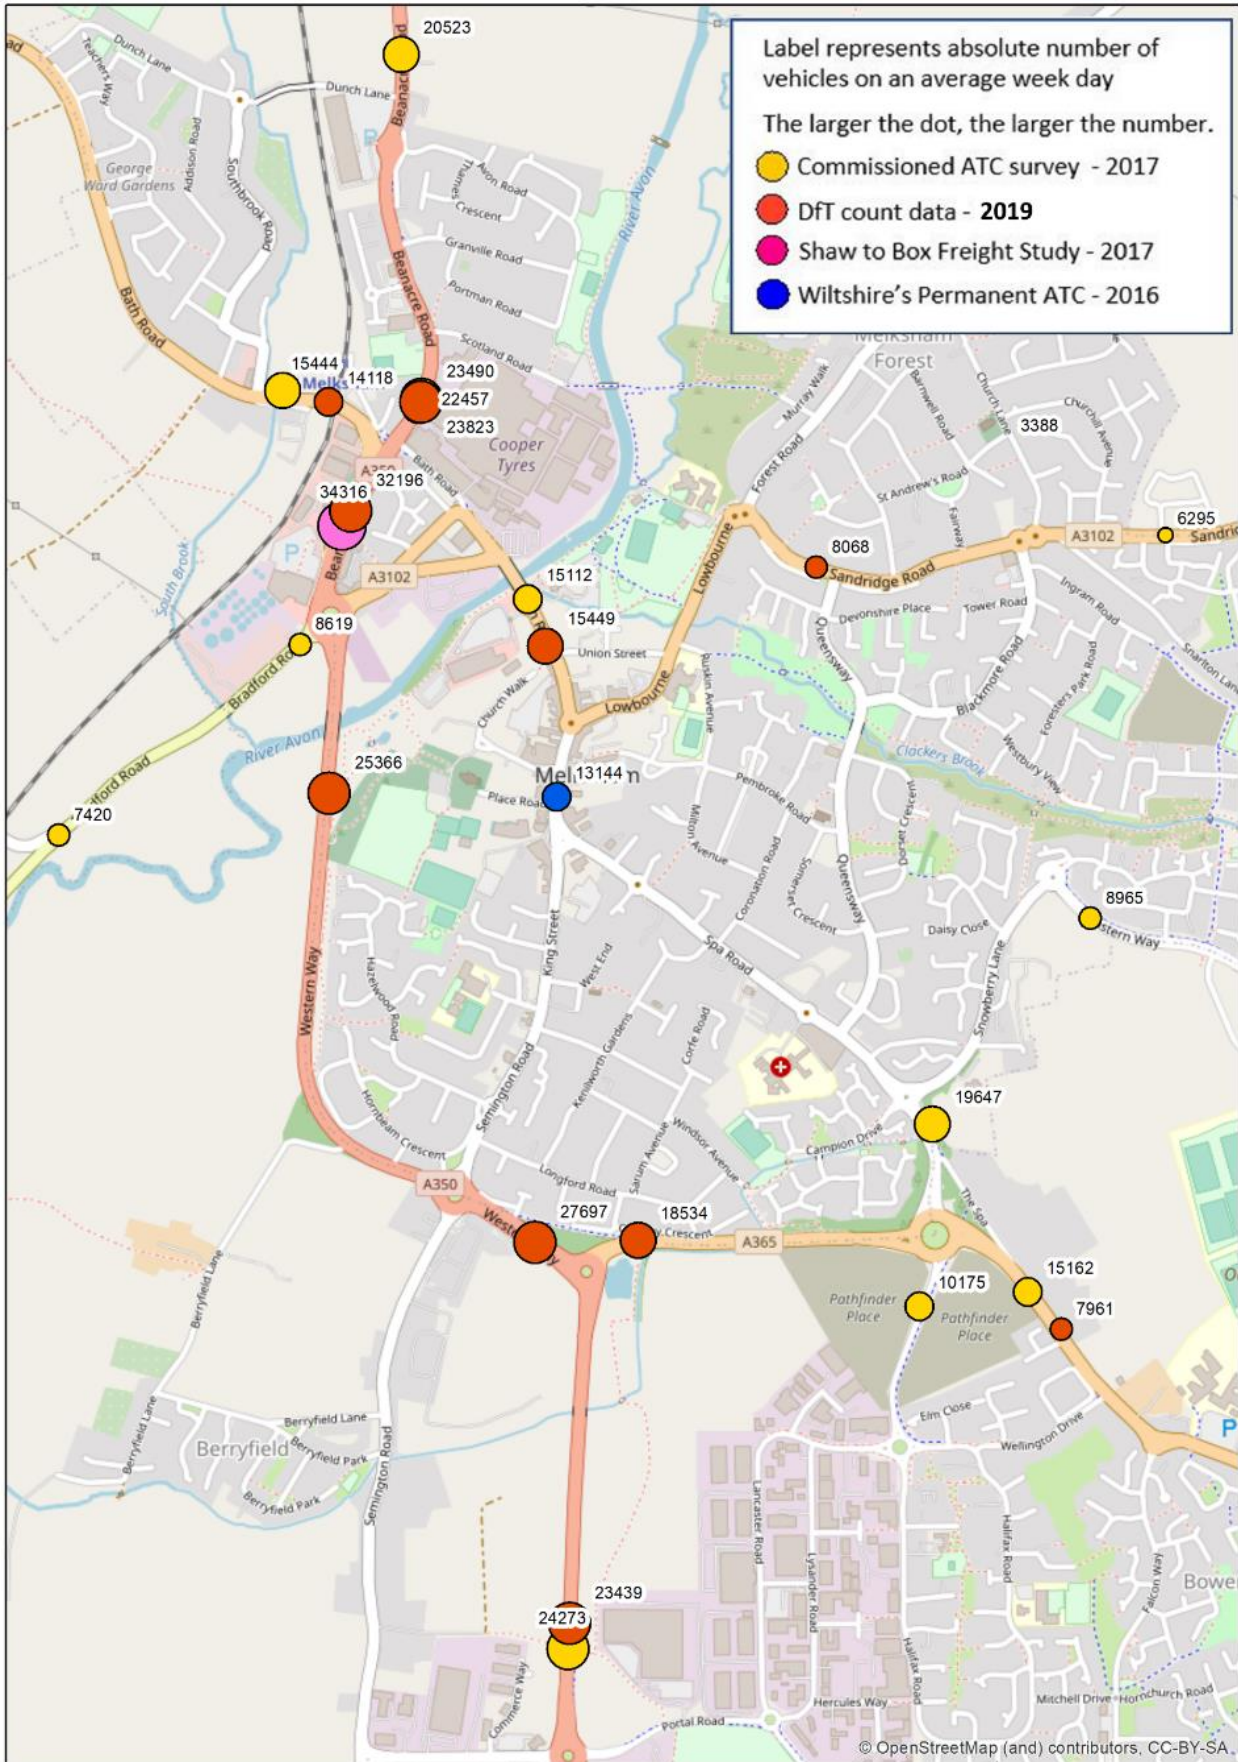 Label represents absolute number of
vehicles on an average week day
The larger the dot, the larger the number.
Commissioned ATC survey - 2017
DfT count data - 2019
Shaw to Box Freight Study - 2017
Wiltshire's Permanent ATC - 2016
20523
Dunch Lane
Teachers Way
Dunch Lane
Beanacre
Addison Road
George
Ward Gardens
Southbrook Road
Avon Road
Thames
Crescent
River Avon
Granville Road
Beanacre Road
Portman Road
Bath Road
Scotland Road
Melksham
Forest
15444
14118
23490
22457
23823
Murray Walk
Barnwell Road
Church Lane
Churchill Avenue
3388
Cooper
Tyres
Forest Road
St Andrew's Road
Fairway
Bath Road
32196
34316
A3102
6295
8068
Sandridge Road
South Brook
A3102
Lowbourne
15112
15449
Union Street
Devonshire Place
Tower Road
Ingram Road
8619
Queensway
Blackmore Road
Snarlton Lane
Foresters Park Road
Bradford Road
Church Walk
Lowbourne
Ruskin Avenue
River Avon
25366
13144
Place Road
Clackers Brook
Westbury View
Pembroke Road
Milton Avenue
Dorset Crescent
7420
Coronation Road
Somerset Crescent
Queensway
8965
Daisy Close
Western Way
King Street
West End
Spa Road
Hazelwood Road
Snowberry Lane
Kenilworth Gardens
Corfe Road
Semington Road
Hornbeam Crescent
19647
Windsor Avenue
Campion Drive
Sarum Avenue
Longford Road
A350
The Spa
27697
18534
Crescent
A365
Berryfield Lane
10175
15162
7961
Pathfinder
Place
Pathfinder
Place
Elm Close
Wellington Drive
Berryfield Lane
Berryfield Lane
Berryfield
Berryfield Park
Berryfield Park
Semington Road
Lancaster Road
Lysander Road
Halifax Road
Falcon Way
23439
24273
Halifax Road
Commerce Way
Hercules Way
Mitchell Drive
Hornchurch Road
Portal Road
© OpenStreetMap (and) contributors, CC-BY-SA